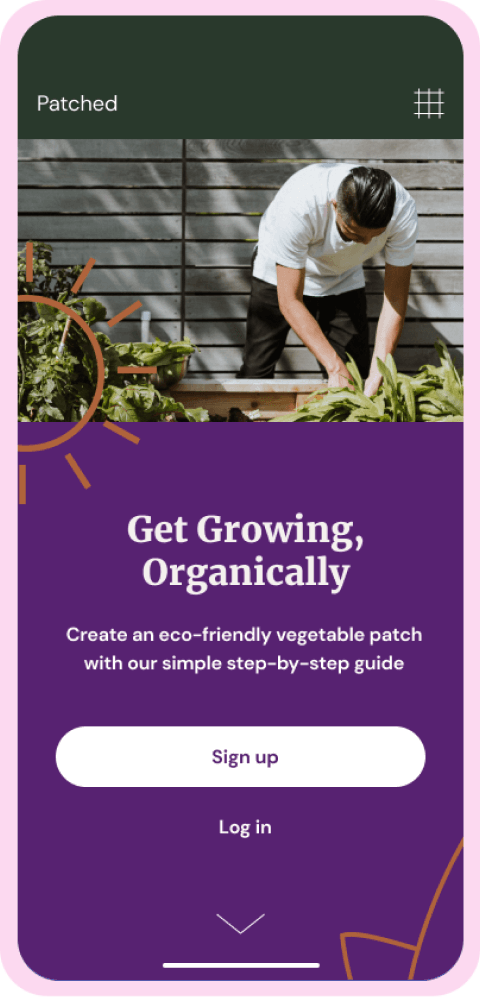 Patched
Get Growing,
Organically
Create an eco-friendly vegetable patch
with our simple step-by-step guide
Sign up
Log in